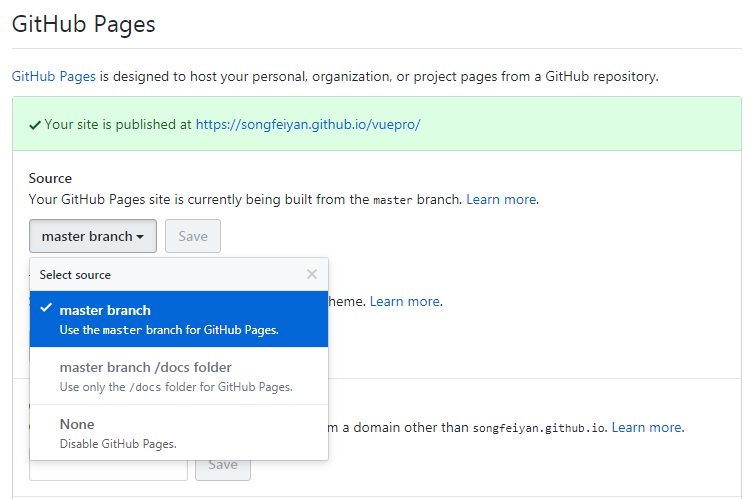 GitHub Pages
GitHub Pages is designed to host your personal, organization, or project pages from a GitHub repository.
Your site is published at https://songfeiyan.github.io/vuepro/
Source
Your GitHub Pages site is currently being built from the master branch. Learn more.
master branch Save
Select source
heme. Learn more.
master branch
Use the master branch for GitHub Pages.
master branch /docs folder
Use only the /docs folder for GitHub Pages.
None
m a domain other than songfeiyan.github.io. Learn more.
Disable GitHub Pages.
Save